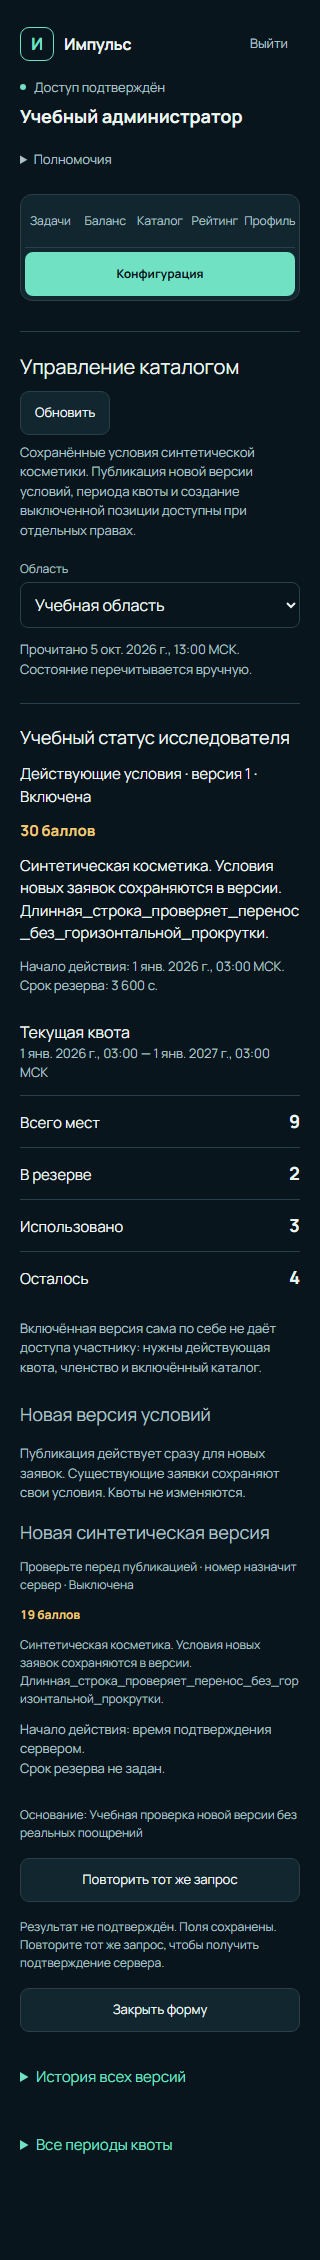 И Импульс Выйти
Доступ подтверждён
Учебный администратор
Полномочия
Задачи Баланс Каталог Рейтинг Профиль
Конфигурация
Управление каталогом
Обновить
Сохранённые условия синтетической
косметики. Публикация новой версии
условий, периода квоты и создание
выключенной позиции доступны при
отдельных правах.
Область
Учебная область
Прочитано 5 окт. 2026 г., 13:00 МСК.
Состояние перечитывается вручную.
Учебный статус исследователя
Действующие условия · версия 1 ·
Включена
30 баллов
Синтетическая косметика. Условия
новых заявок сохраняются в версии.
Длинная_строка_проверяет_перенос
_без_горизонтальной_прокрутки.
Начало действия: 1 янв. 2026 г., 03:00 МСК.
Срок резерва: 3 600 с.
Текущая квота
1 янв. 2026 г., 03:00 — 1 янв. 2027 г., 03:00
МСК
Всего мест 9
В резерве 2
Использовано 3
Осталось 4
Включённая версия сама по себе не даёт
доступа участнику: нужны действующая
квота, членство и включённый каталог.
Новая версия условий
Публикация действует сразу для новых
заявок. Существующие заявки сохраняют
свои условия. Квоты не изменяются.
Новая синтетическая версия
Проверьте перед публикацией · номер назначит
сервер · Выключена
19 баллов
Синтетическая косметика. Условия новых
заявок сохраняются в версии.
Длинная_строка_проверяет_перенос_без_гор
изонтальной_прокрутки.
Начало действия: время подтверждения
сервером.
Срок резерва не задан.
Основание: Учебная проверка новой версии без
реальных поощрений
Повторить тот же запрос
Результат не подтверждён. Поля сохранены.
Повторите тот же запрос, чтобы получить
подтверждение сервера.
Закрыть форму
История всех версий
Все периоды квоты